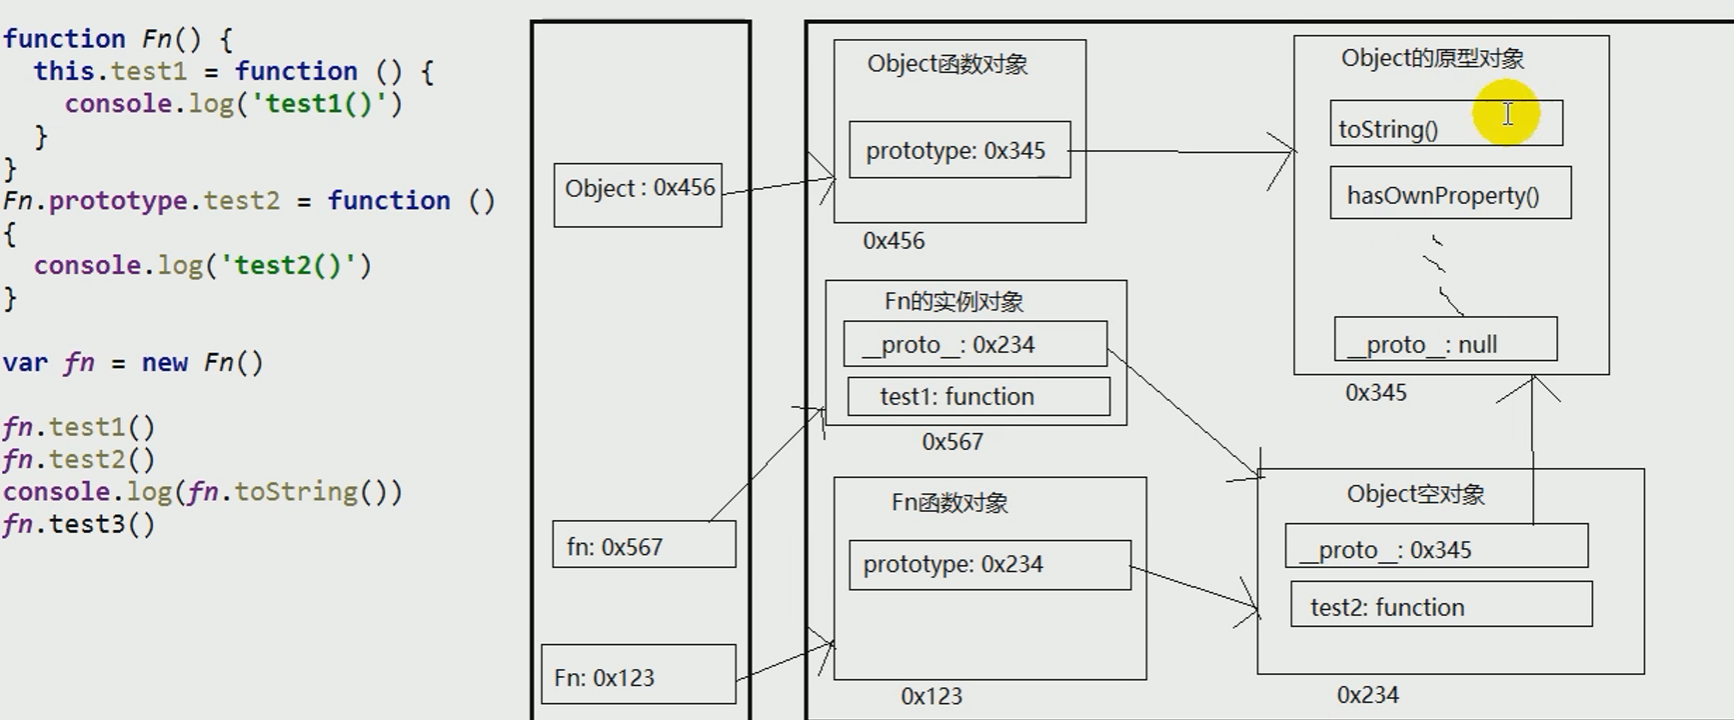 function Fn() {
  this.test1 = function () {
    console.log('test1()')
  }
}
Fn.prototype.test2 = function ()
{
  console.log('test2()')
}
var fn = new Fn()
fn.test1()
fn.test2()
console.log(fn.toString())
fn.test3()
Object : 0x456
fn: 0x567
Fn: 0x123
Object函数对象
prototype: 0x345
0x456
Fn的实例对象
__proto__: 0x234
test1: function
0x567
Fn函数对象
prototype: 0x234
0x123
Object的原型对象
toString()
hasOwnProperty()
__proto__: null
0x345
Object空对象
__proto__: 0x345
test2: function
0x234